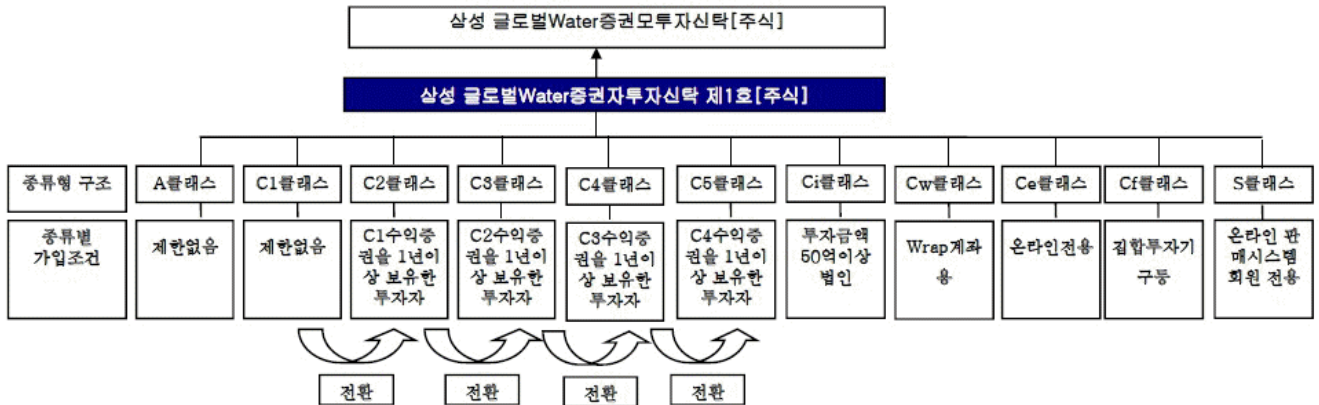 삼성 글로벌Water증권모투자신탁[주식]
삼성 글로벌Water증권자투자신탁 제1호[주식]
종류형 구조
A클래스
C1클래스
C2클래스
C3클래스
C4클래스
C5클래스
Ci클래스
Cw클래스
Ce클래스
Cf클래스
S클래스
종류별
가입조건
제한없음
제한없음
C1수익증
권을 1년이
상 보유한
투자자
C2수익증
권을 1년이
상 보유한
투자자
C3수익증
권을 1년이
상 보유한
투자자
C4수익증
권을 1년이
상 보유한
투자자
투자금액
50억이상
법인
Wrap계좌
용
온라인전용
집합투자기
구등
온라인 판
매시스템
회원 전용
전환
전환
전환
전환